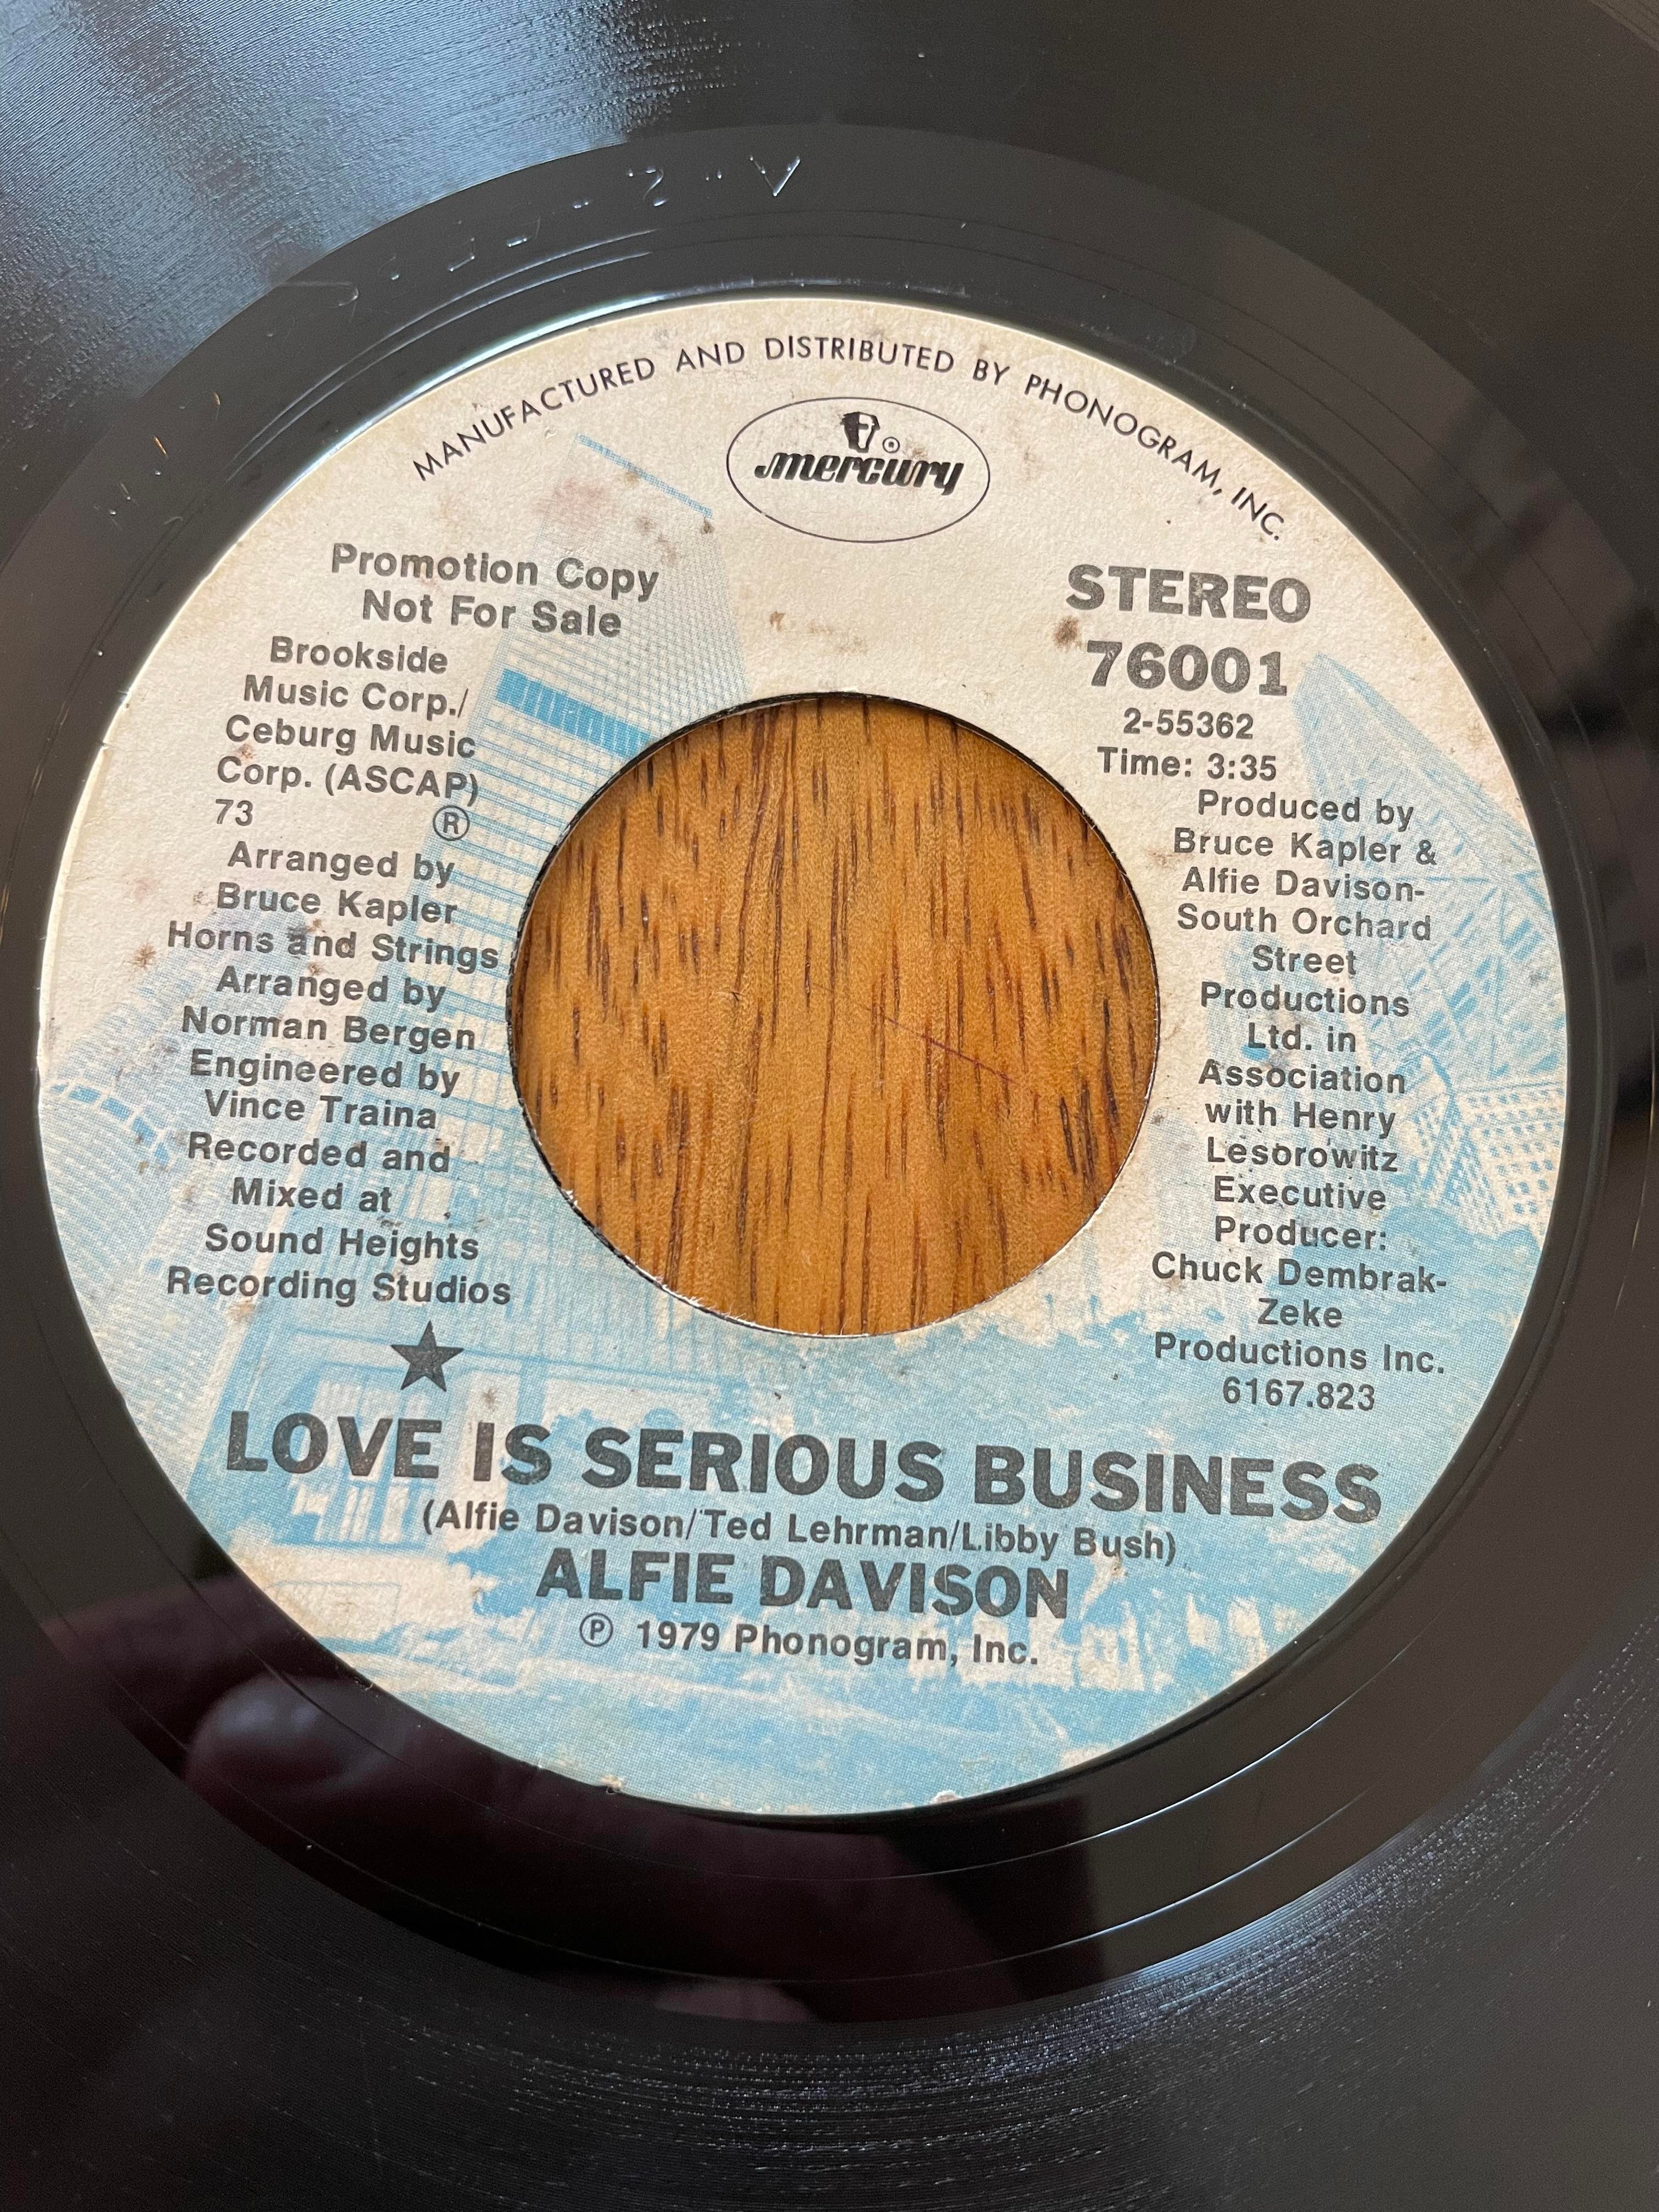 MANUFACTURED AND DISTRIBUTED BY PHONOGRAM, INC.
mercury ®
Promotion Copy
Not For Sale
Brookside
Music Corp./
Ceburg Music
Corp. (ASCAP)
73 Ⓡ
Arranged by
Bruce Kapler
Horns and Strings
Arranged by
Norman Bergen
Engineered by
Vince Traina
Recorded and
Mixed at
Sound Heights
Recording Studios
STEREO
76001
2-55362
Time: 3:35
Produced by
Bruce Kapler &
Alfie Davison-
South Orchard
Street
Productions
Ltd. in
Association
with Henry
Lesorowitz
Executive
Producer:
Chuck Dembrak-
Zeke
Productions Inc.
6167.823
★
LOVE IS SERIOUS BUSINESS
(Alfie Davison/Ted Lehrman/Libby Bush)
ALFIE DAVISON
℗ 1979 Phonogram, Inc.